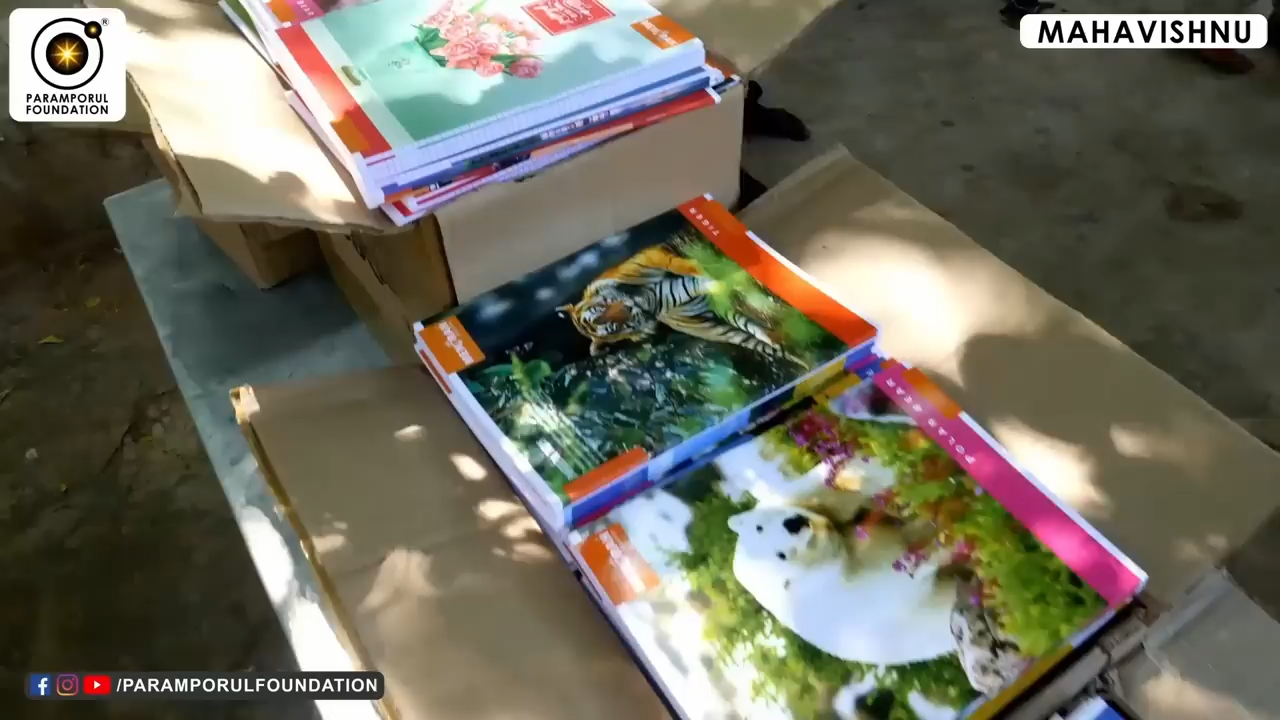 PARAMPORUL
FOUNDATION
MAHAVISHNU
TIGER
POLAR BEAR
/PARAMPORULFOUNDATION